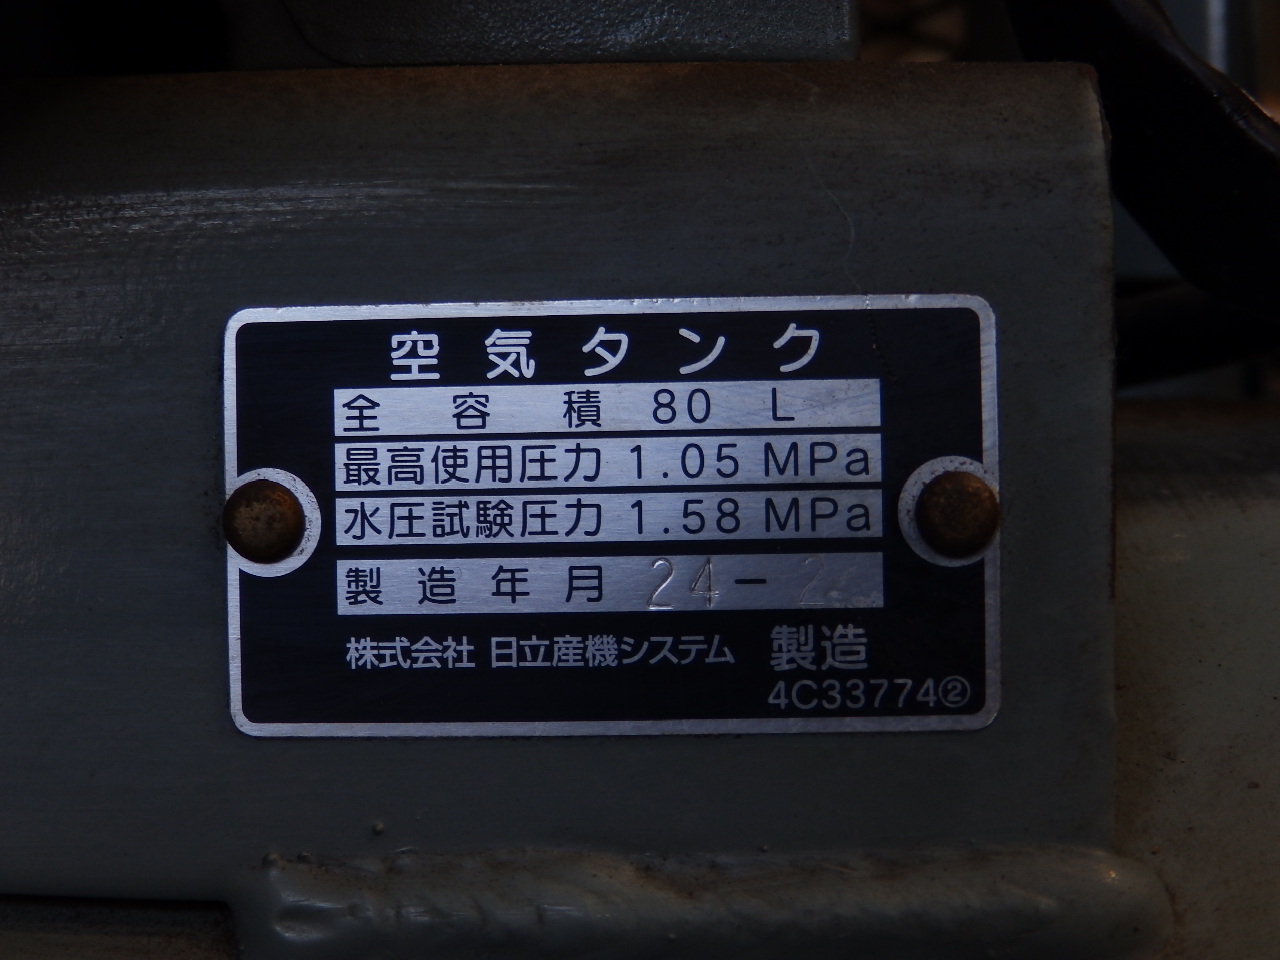 空気タンク
全容積 80 L
最高使用圧力 1.05 MPa
水圧試験圧力 1.58 MPa
製造年月 24-2
株式会社 日立産機システム 製造
4C33774②